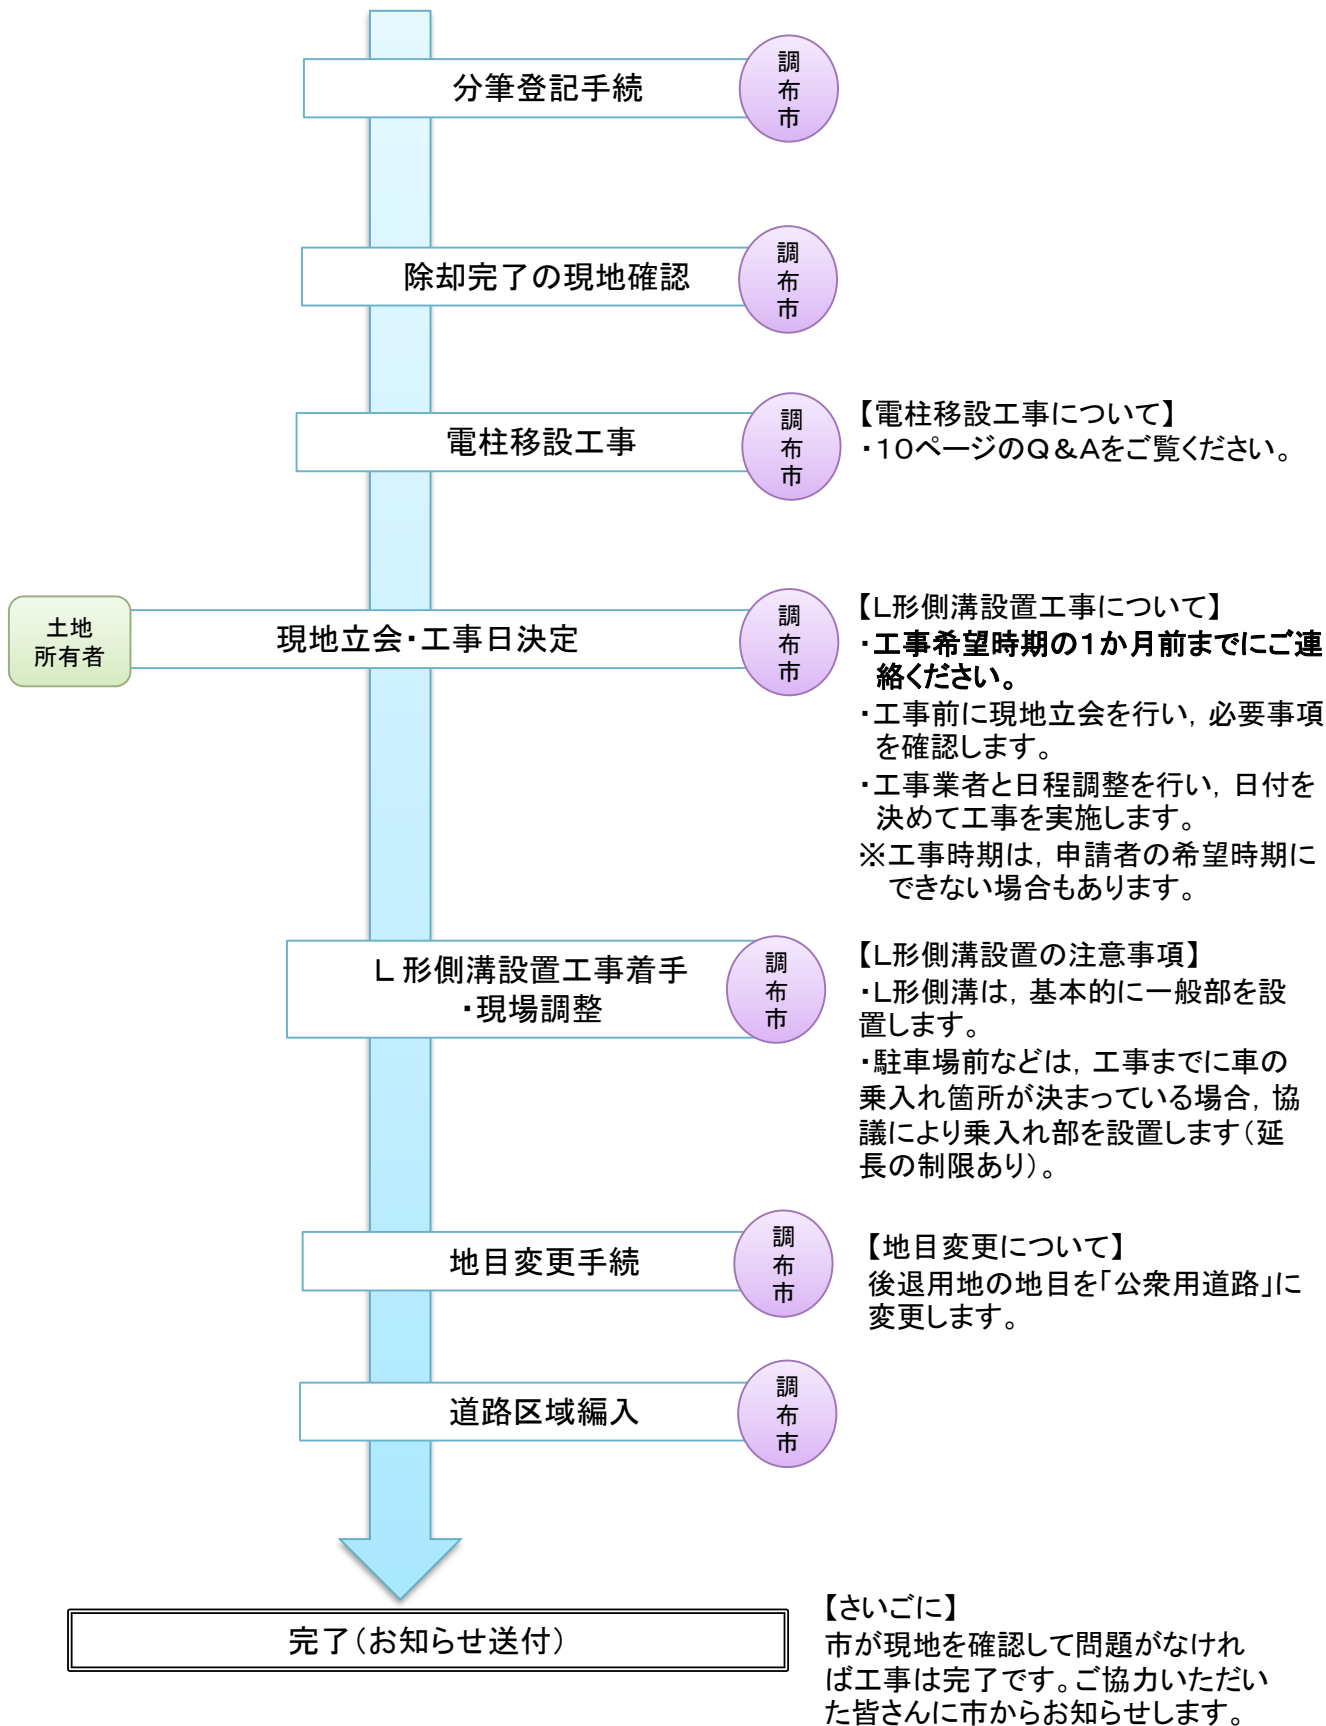 分筆登記手続
調
布
市
除却完了の現地確認
調
布
市
電柱移設工事
調
布
市
【電柱移設工事について】
・10ページのQ&Aをご覧ください。
土地
所有者
現地立会・工事日決定
調
布
市
【L形側溝設置工事について】
・工事希望時期の1か月前までにご連
絡ください。
・工事前に現地立会を行い,必要事項
を確認します。
・工事業者と日程調整を行い,日付を
決めて工事を実施します。
※工事時期は,申請者の希望時期に
できない場合もあります。
L形側溝設置工事着手
・現場調整
調
布
市
【L形側溝設置の注意事項】
・L形側溝は,基本的に一般部を設
置します。
・駐車場前などは,工事までに車の
乗入れ箇所が決まっている場合,協
議により乗入れ部を設置します(延
長の制限あり)。
地目変更手続
調
布
市
【地目変更について】
後退用地の地目を「公衆用道路」に
変更します。
道路区域編入
調
布
市
完了(お知らせ送付)
【さいごに】
市が現地を確認して問題がなけれ
ば工事は完了です。ご協力いただい
た皆さんに市からお知らせします。